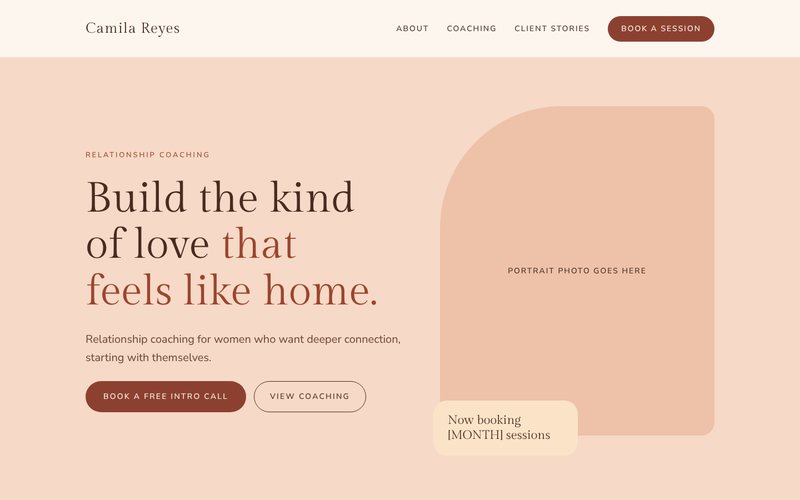 Camila Reyes
ABOUT
COACHING
CLIENT STORIES
BOOK A SESSION
RELATIONSHIP COACHING
Build the kind
of love that
feels like home.
Relationship coaching for women who want deeper connection,
starting with themselves.
BOOK A FREE INTRO CALL
VIEW COACHING
PORTRAIT PHOTO GOES HERE
Now booking
[MONTH] sessions